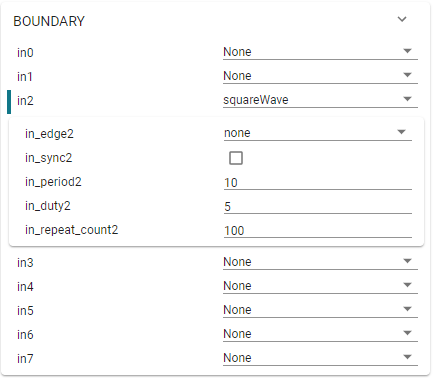 BOUNDARY
in0 None
in1 None
in2 squareWave
in_edge2 none
in_sync2
in_period2 10
in_duty2 5
in_repeat_count2 100
in3 None
in4 None
in5 None
in6 None
in7 None